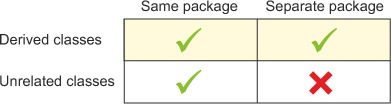 Same package Separate package
Derived classes
Unrelated classes